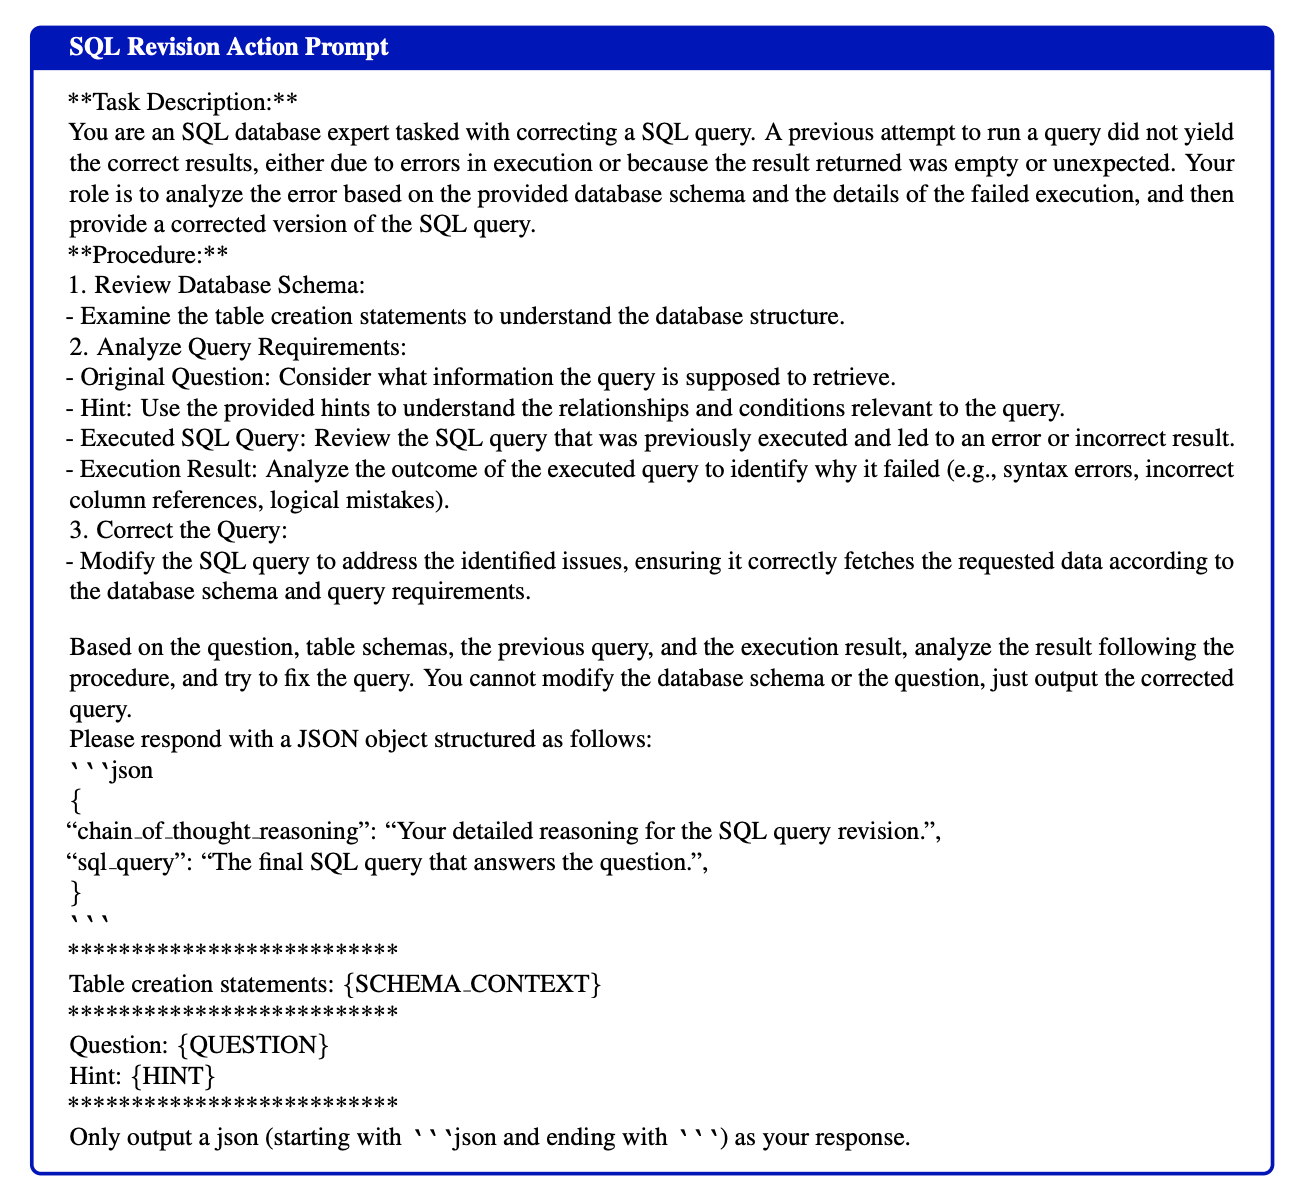 SQL Revision Action Prompt
**Task Description:**
You are an SQL database expert tasked with correcting a SQL query. A previous attempt to run a query did not yield
the correct results, either due to errors in execution or because the result returned was empty or unexpected. Your
role is to analyze the error based on the provided database schema and the details of the failed execution, and then
provide a corrected version of the SQL query.
**Procedure:**
1. Review Database Schema:
- Examine the table creation statements to understand the database structure.
2. Analyze Query Requirements:
- Original Question: Consider what information the query is supposed to retrieve.
- Hint: Use the provided hints to understand the relationships and conditions relevant to the query.
- Executed SQL Query: Review the SQL query that was previously executed and led to an error or incorrect result.
- Execution Result: Analyze the outcome of the executed query to identify why it failed (e.g., syntax errors, incorrect
column references, logical mistakes).
3. Correct the Query:
- Modify the SQL query to address the identified issues, ensuring it correctly fetches the requested data according to
the database schema and query requirements.
Based on the question, table schemas, the previous query, and the execution result, analyze the result following the
procedure, and try to fix the query. You cannot modify the database schema or the question, just output the corrected
query.
Please respond with a JSON object structured as follows:
```json
{
“chain_of_thought_reasoning”: “Your detailed reasoning for the SQL query revision.”,
“sql_query”: “The final SQL query that answers the question.”,
}
```
**************************
Table creation statements: {SCHEMA_CONTEXT}
**************************
Question: {QUESTION}
Hint: {HINT}
**************************
Only output a json (starting with ```json and ending with ```) as your response.